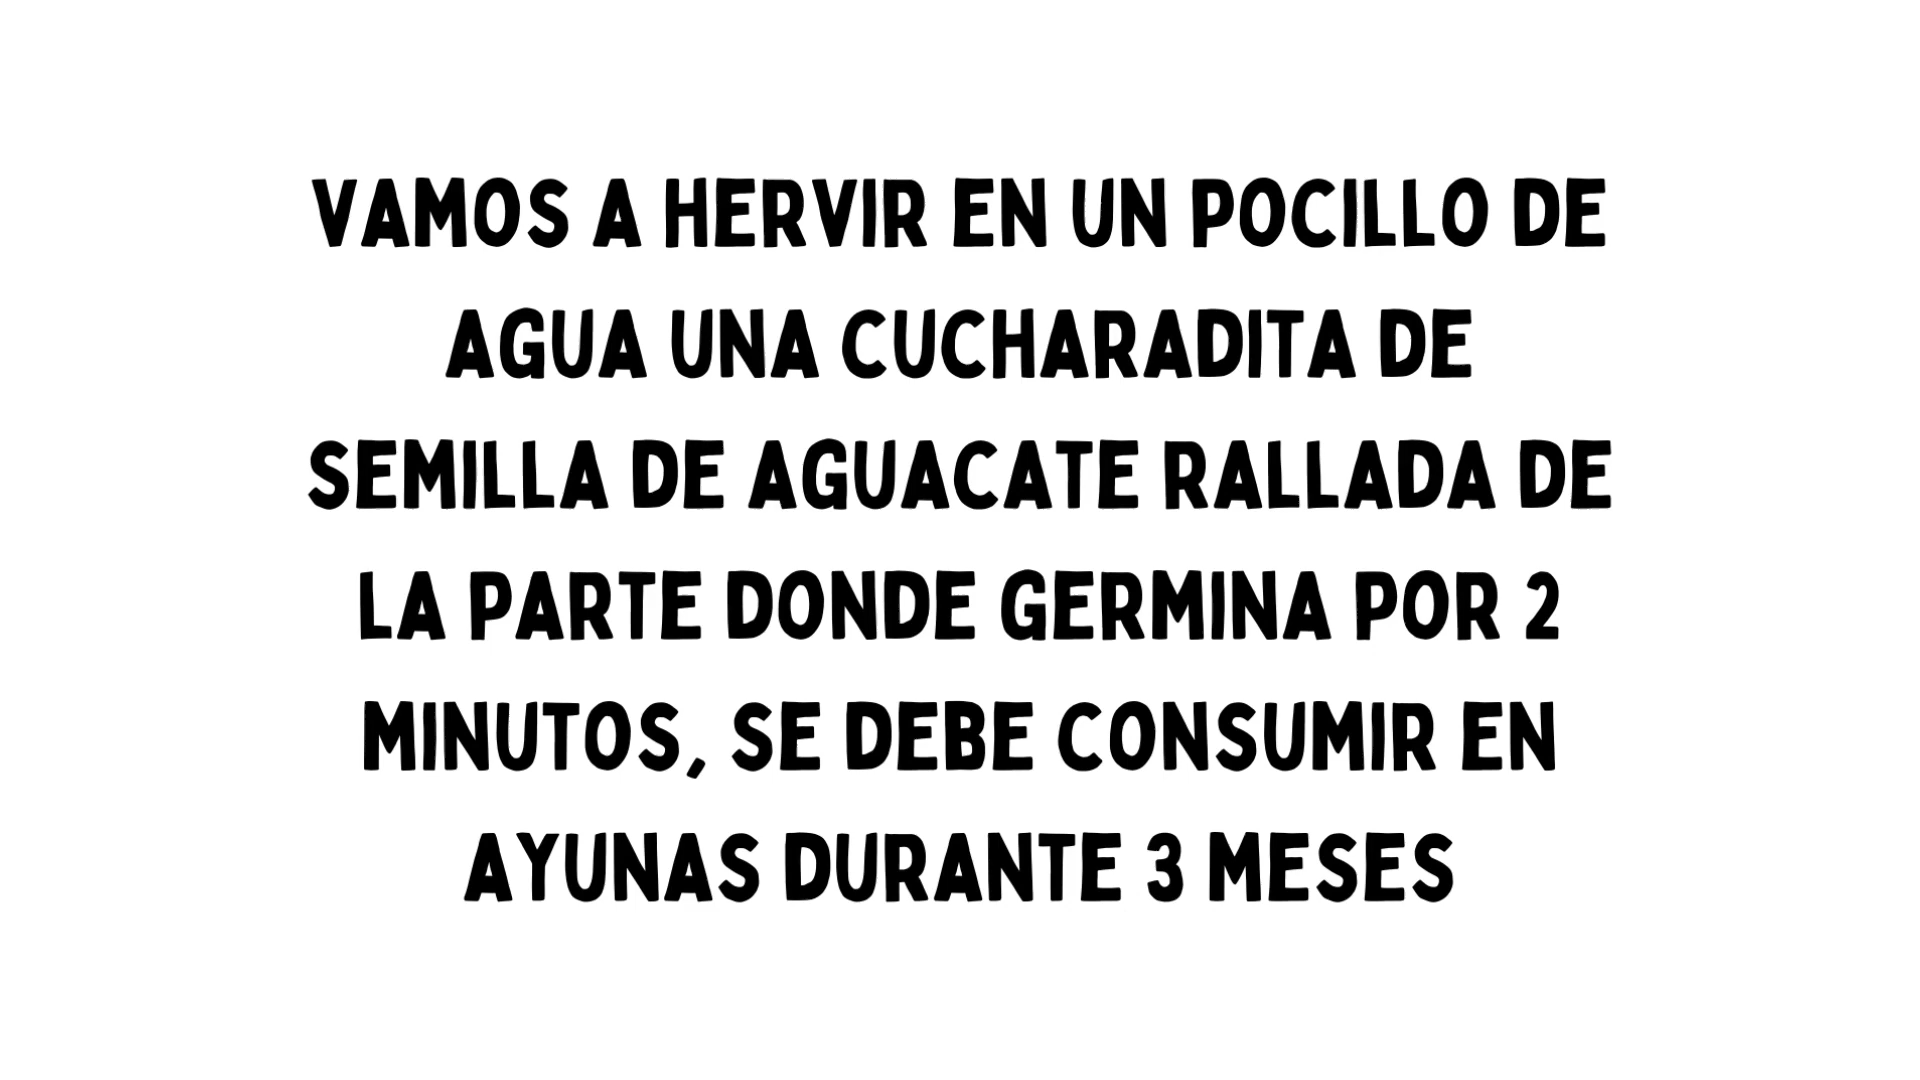 VAMOS A HERVIR EN UN POCILLO DE
AGUA UNA CUCHARADITA DE
SEMILLA DE AGUACATE RALLADA DE
LA PARTE DONDE GERMINA POR 2
MINUTOS, SE DEBE CONSUMIR EN
AYUNAS DURANTE 3 MESES